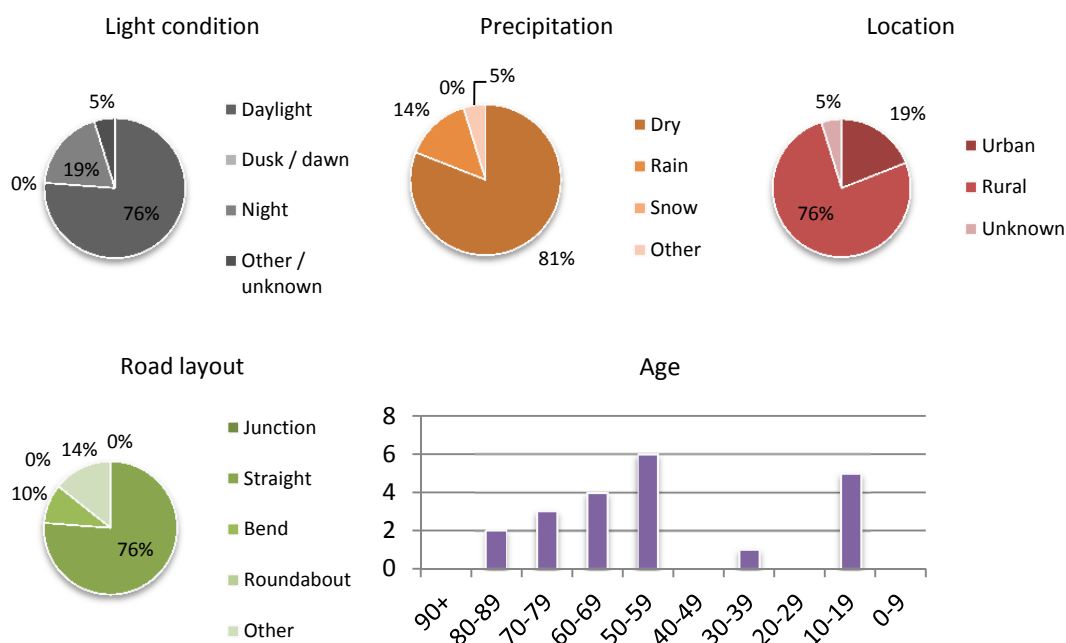 Light condition
5%
19%
0%
76%
Daylight
Dusk / dawn
Night
Other /
unknown
Precipitation
0%
5%
14%
81%
Dry
Rain
Snow
Other
Location
5%
19%
76%
Urban
Rural
Unknown
Road layout
0%
14%
0%
10%
76%
Junction
Straight
Bend
Roundabout
Other
Age
8
6
4
2
0
90+
80-89
70-79
60-69
50-59
40-49
30-39
20-29
10-19
0-9